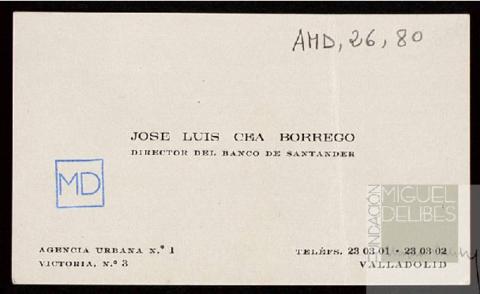 AMD, 26, 80
JOSE LUIS CEA BORREGO
DIRECTOR DEL BANCO DE SANTANDER
MD
FUNDACIÓN
MIGUEL
DELIBES
AGENCIA URBANA N.º 1
VICTORIA, N.º 3
TELÉFS. 23 03 01 - 23 03 02
VALLADOLID